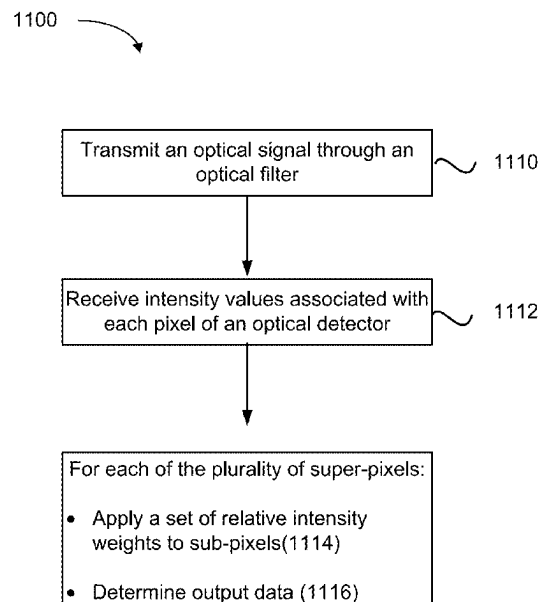 1100
Transmit an optical signal through an
optical filter
1110
Receive intensity values associated with
each pixel of an optical detector
1112
For each of the plurality of super-pixels:
• Apply a set of relative intensity
weights to sub-pixels(1114)
• Determine output data (1116)